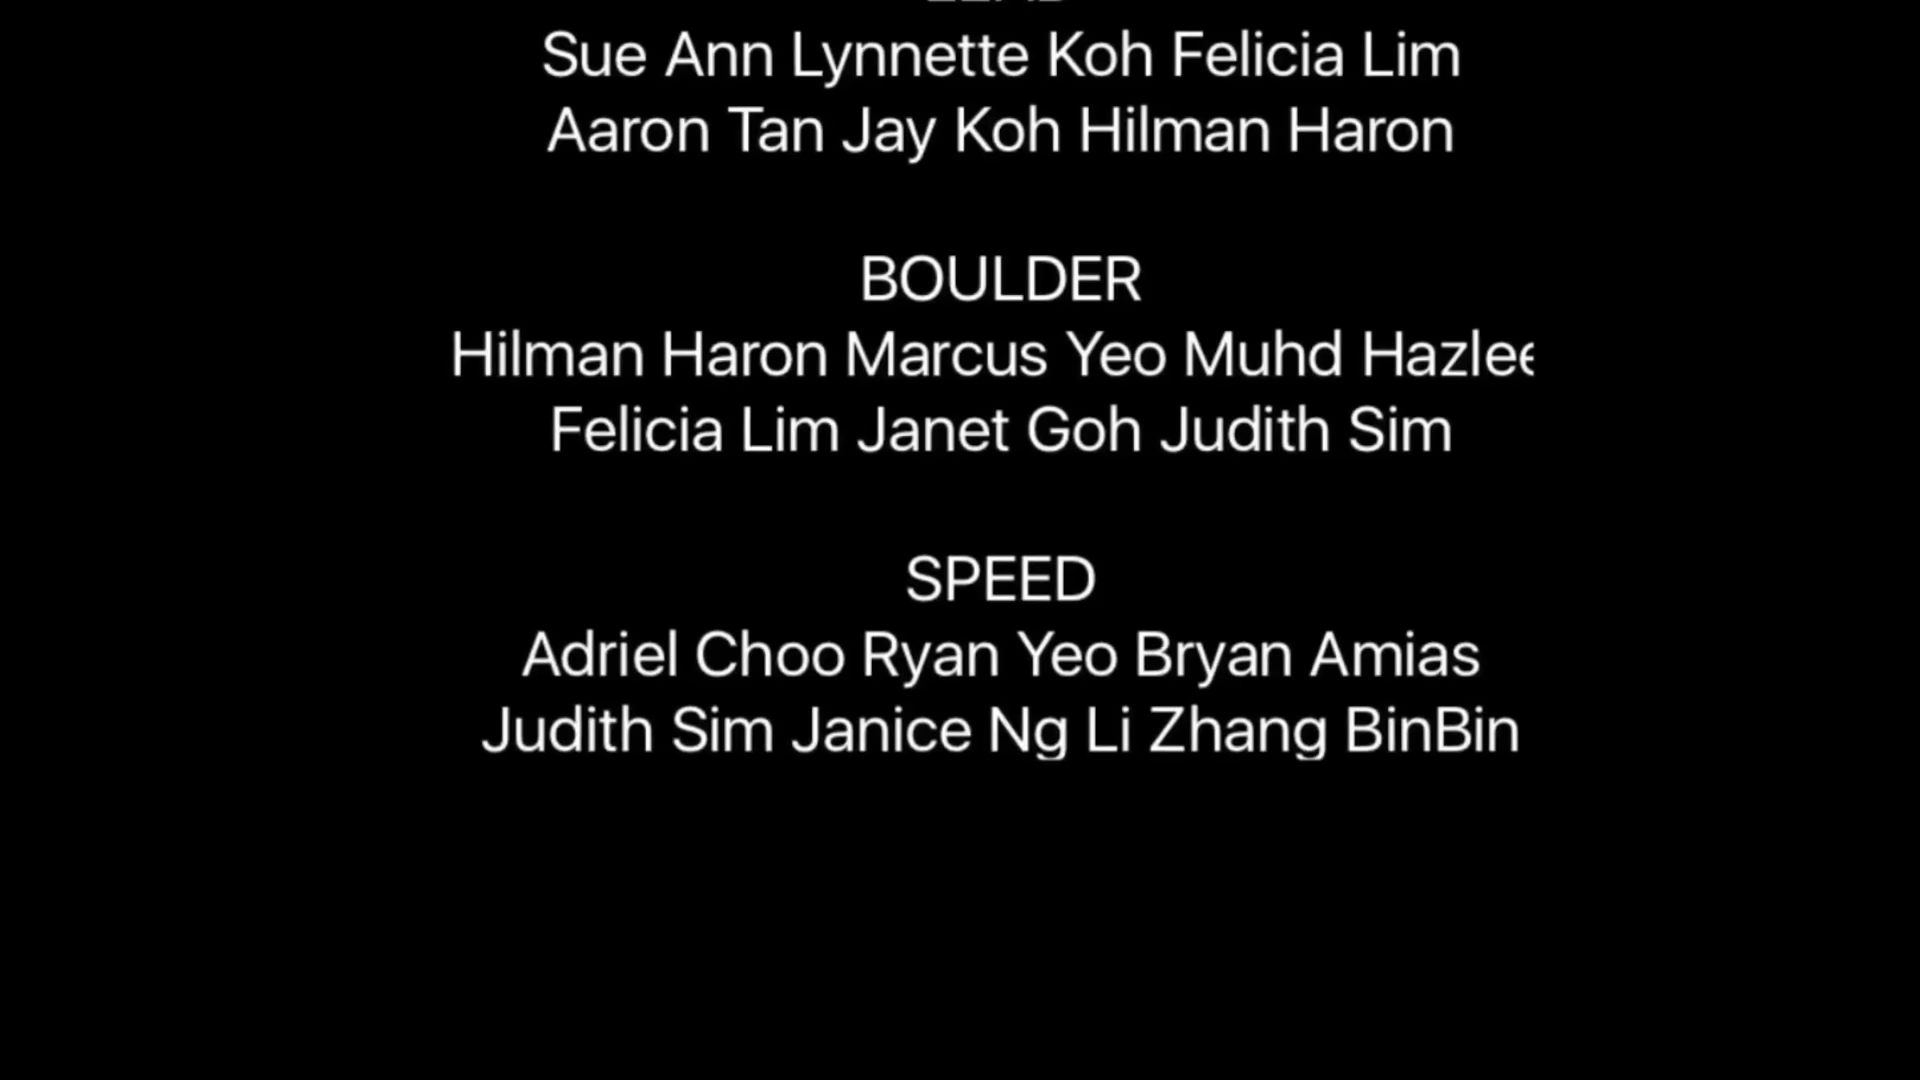 Sue Ann Lynnette Koh Felicia Lim
Aaron Tan Jay Koh Hilman Haron
BOULDER
Hilman Haron Marcus Yeo Muhd Hazlee
Felicia Lim Janet Goh Judith Sim
SPEED
Adriel Choo Ryan Yeo Bryan Amias
Judith Sim Janice Ng Li Zhang BinBin